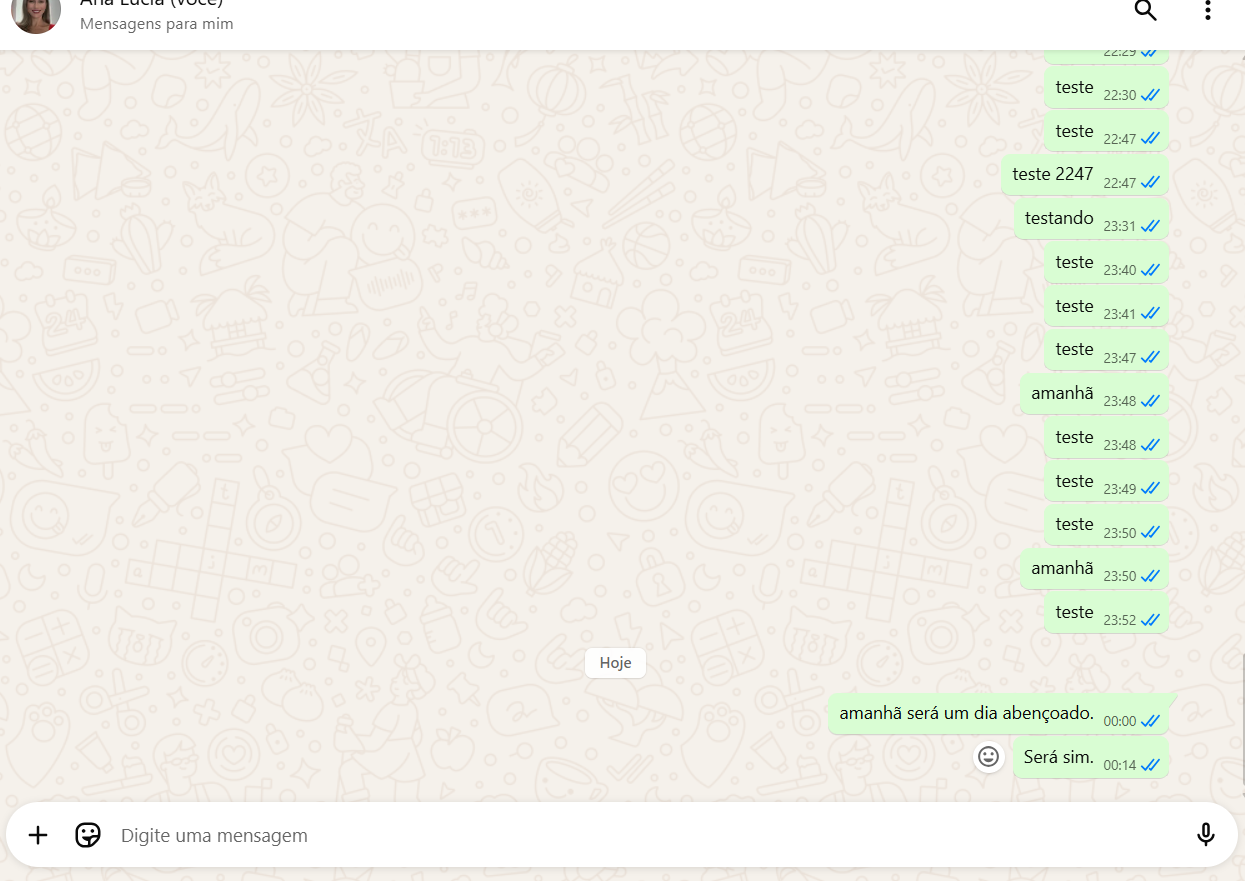 Ana Lucia (você)
Mensagens para mim
22:29
teste 22:30
teste 22:47
teste 2247 22:47
testando 23:31
teste 23:40
teste 23:41
teste 23:47
amanhã 23:48
teste 23:48
teste 23:49
teste 23:50
amanhã 23:50
teste 23:52
Hoje
amanhã será um dia abençoado. 00:00
Será sim. 00:14
Digite uma mensagem